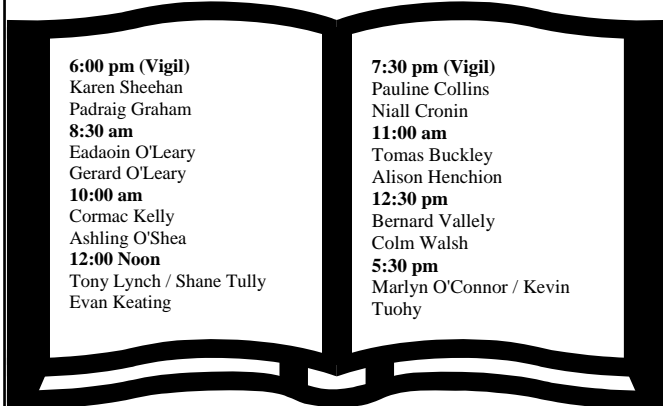 6:00 pm (Vigil)
Karen Sheehan
Padraig Graham
8:30 am
Eadaoin O'Leary
Gerard O'Leary
10:00 am
Cormac Kelly
Ashling O'Shea
12:00 Noon
Tony Lynch / Shane Tully
Evan Keating
7:30 pm (Vigil)
Pauline Collins
Niall Cronin
11:00 am
Tomas Buckley
Alison Henchion
12:30 pm
Bernard Vallely
Colm Walsh
5:30 pm
Marlyn O'Connor / Kevin
Tuohy